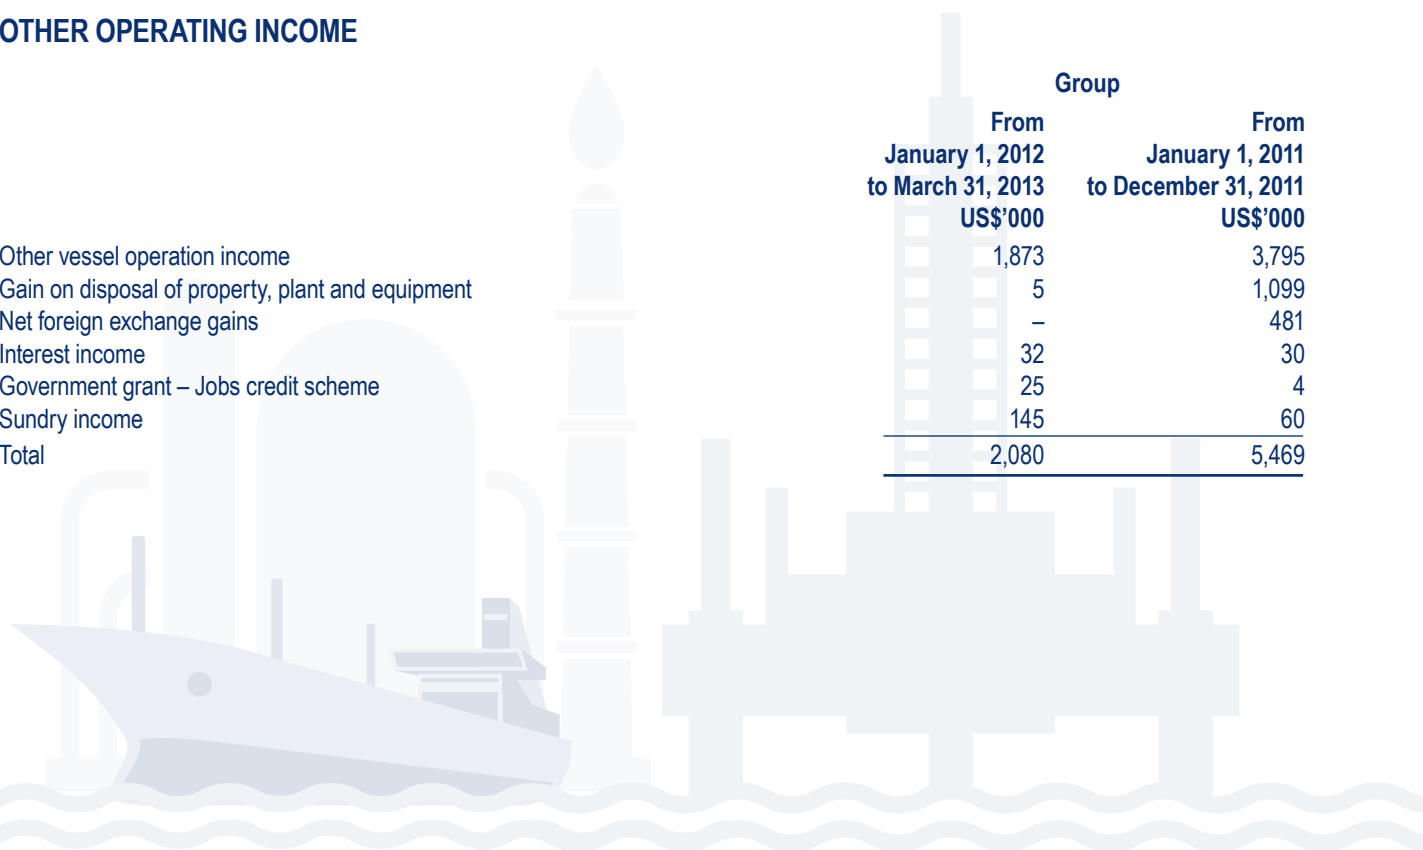 OTHER OPERATING INCOME
Group
From From
January 1, 2012 January 1, 2011
to March 31, 2013 to December 31, 2011
US$’000 US$’000
Other vessel operation income 1,873 3,795
Gain on disposal of property, plant and equipment 5 1,099
Net foreign exchange gains – 481
Interest income 32 30
Government grant – Jobs credit scheme 25 4
Sundry income 145 60
Total 2,080 5,469